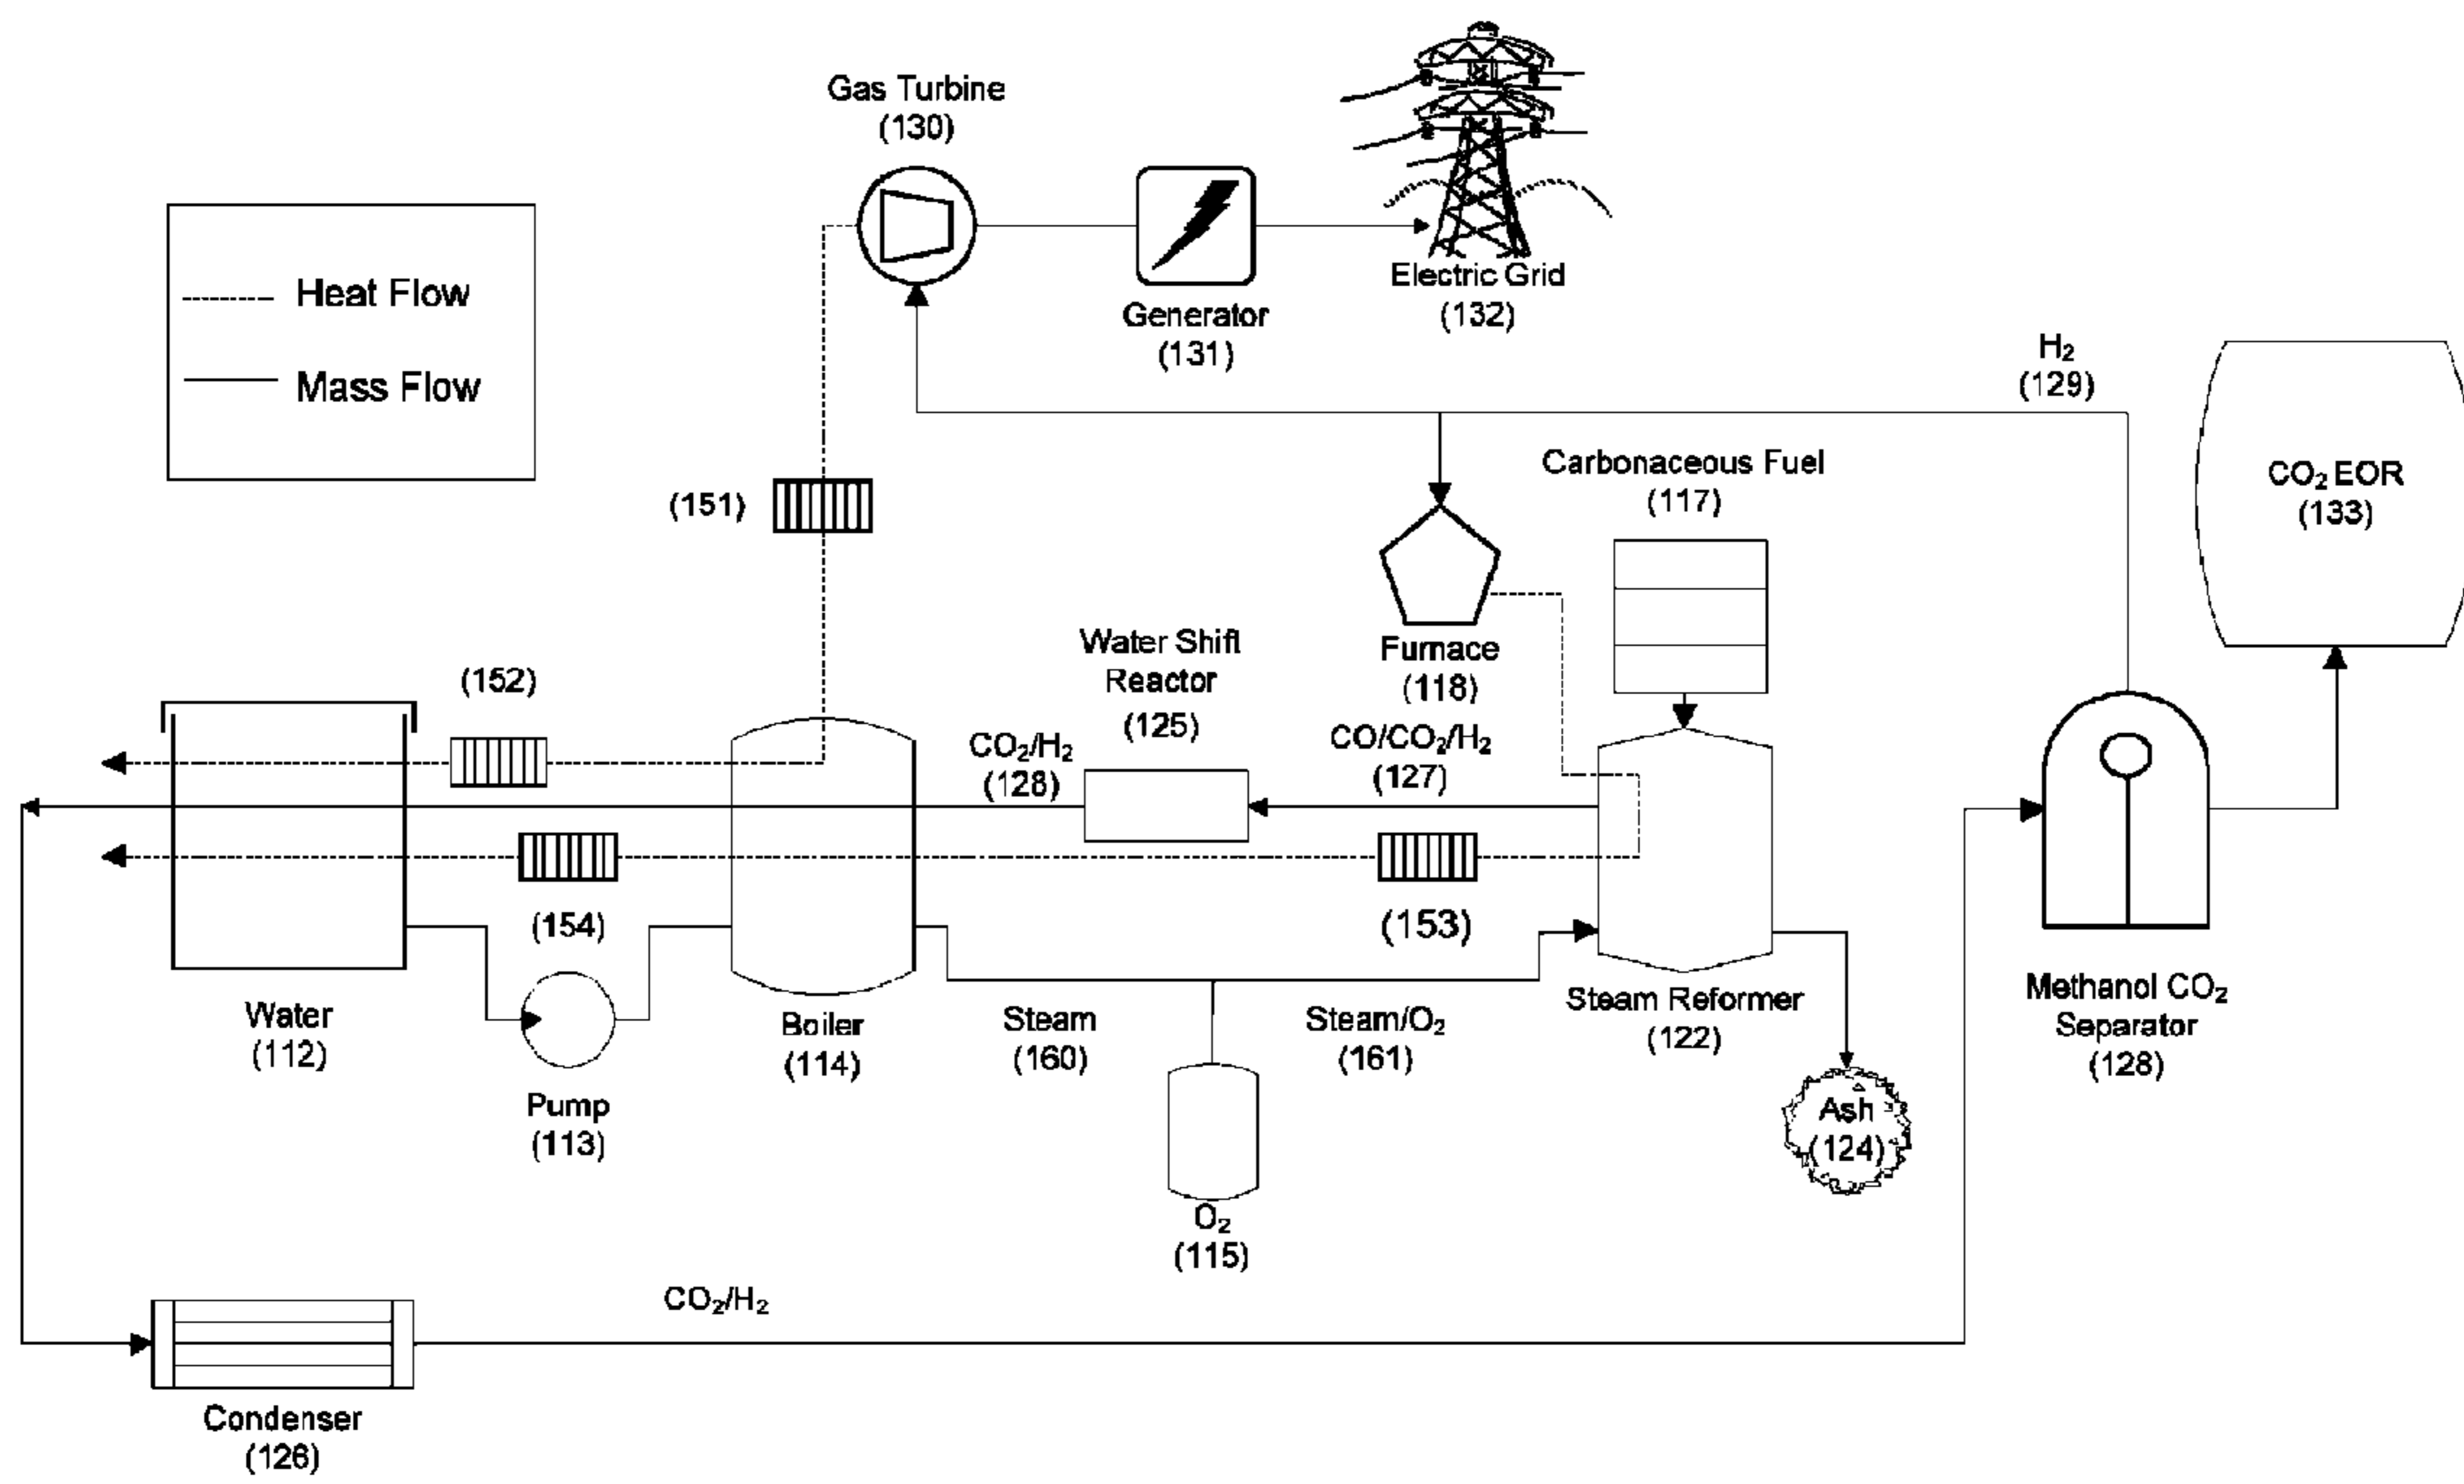 Gas Turbine
(130)
Heat Flow
Mass Flow
Generator
(131)
Electric Grid
(132)
H₂
(129)
CO₂ EOR
(133)
(151)
Carbonaceous Fuel
(117)
Furnace
(118)
Water Shift
Reactor
(125)
(152)
CO₂/H₂
(128)
CO/CO₂/H₂
(127)
(154)
(153)
Water
(112)
Pump
(113)
Boiler
(114)
Steam
(160)
Steam/O₂
(161)
Steam Reformer
(122)
Methanol CO₂
Separator
(128)
Ash
(124)
O₂
(115)
CO₂/H₂
Condenser
(126)